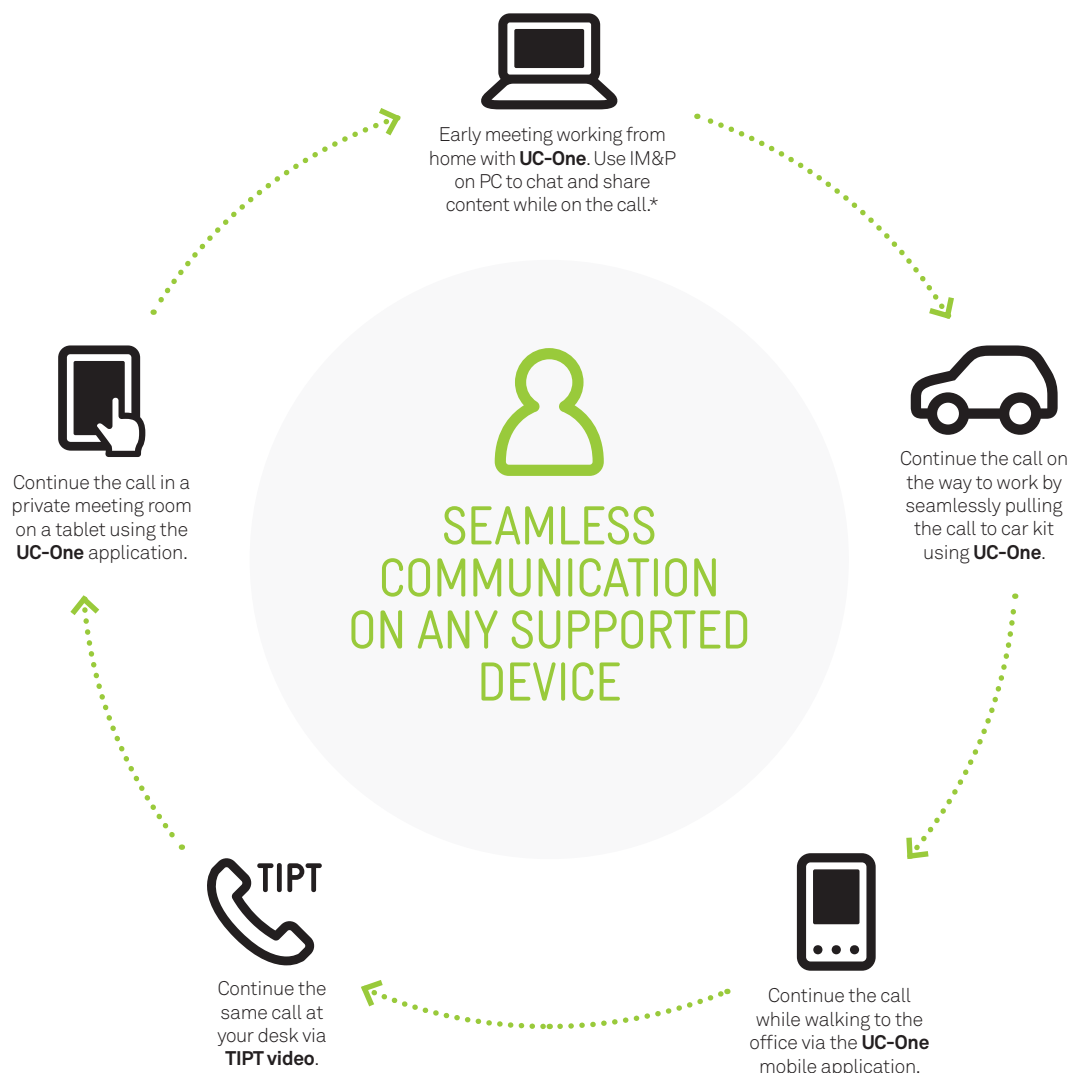 Early meeting working from
home with UC-One. Use IM&P
on PC to chat and share
content while on the call.*
Continue the call on
the way to work by
seamlessly pulling
the call to car kit
using UC-One.
Continue the call
while walking to the
office via the UC-One
mobile application.
TIPT
Continue the
same call at
your desk via
TIPT video.
Continue the call in a
private meeting room
on a tablet using the
UC-One application.
SEAMLESS
COMMUNICATION
ON ANY SUPPORTED
DEVICE